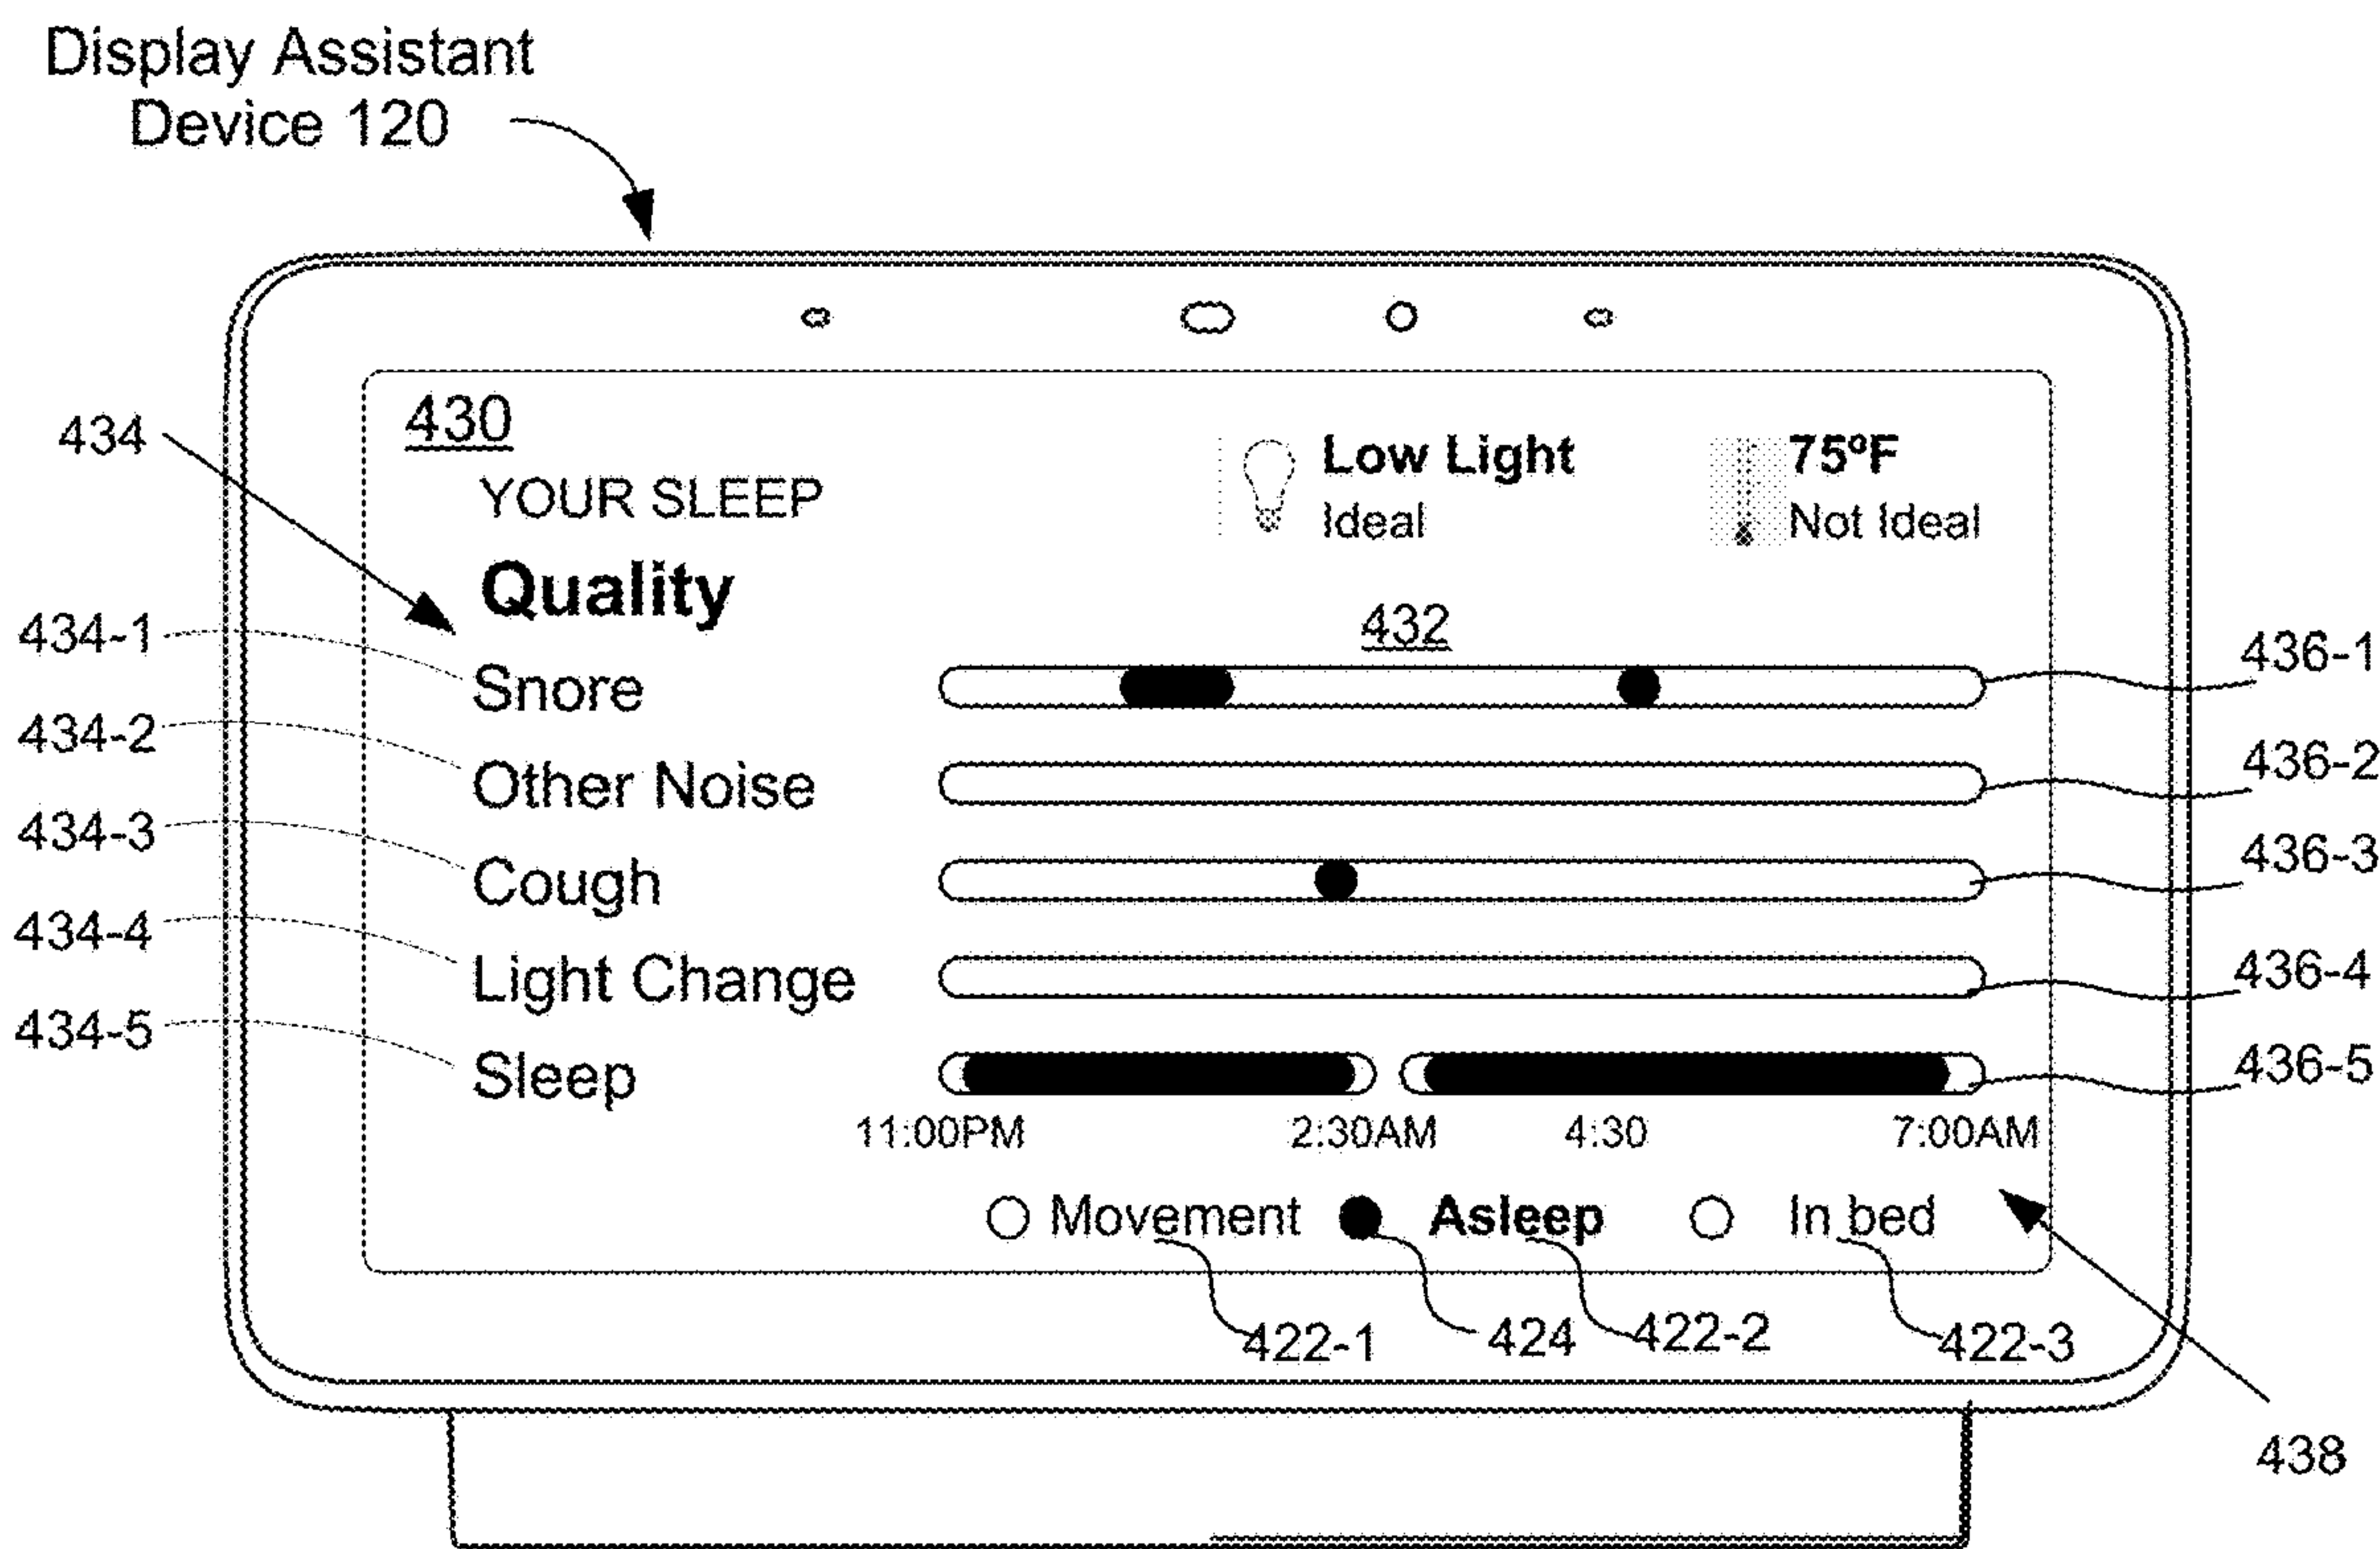 Display Assistant
Device 120
430
434
Low Light
75ºF
YOUR SLEEP
Ideal
Not Ideal
Quality
432
434-1
Snore
436-1
434-2
Other Noise
436-2
434-3
Cough
436-3
434-4
Light Change
436-4
434-5
Sleep
436-5
11:00PM
2:30AM
4:30
7:00AM
Movement
Asleep
In bed
422-1
424
422-2
422-3
438